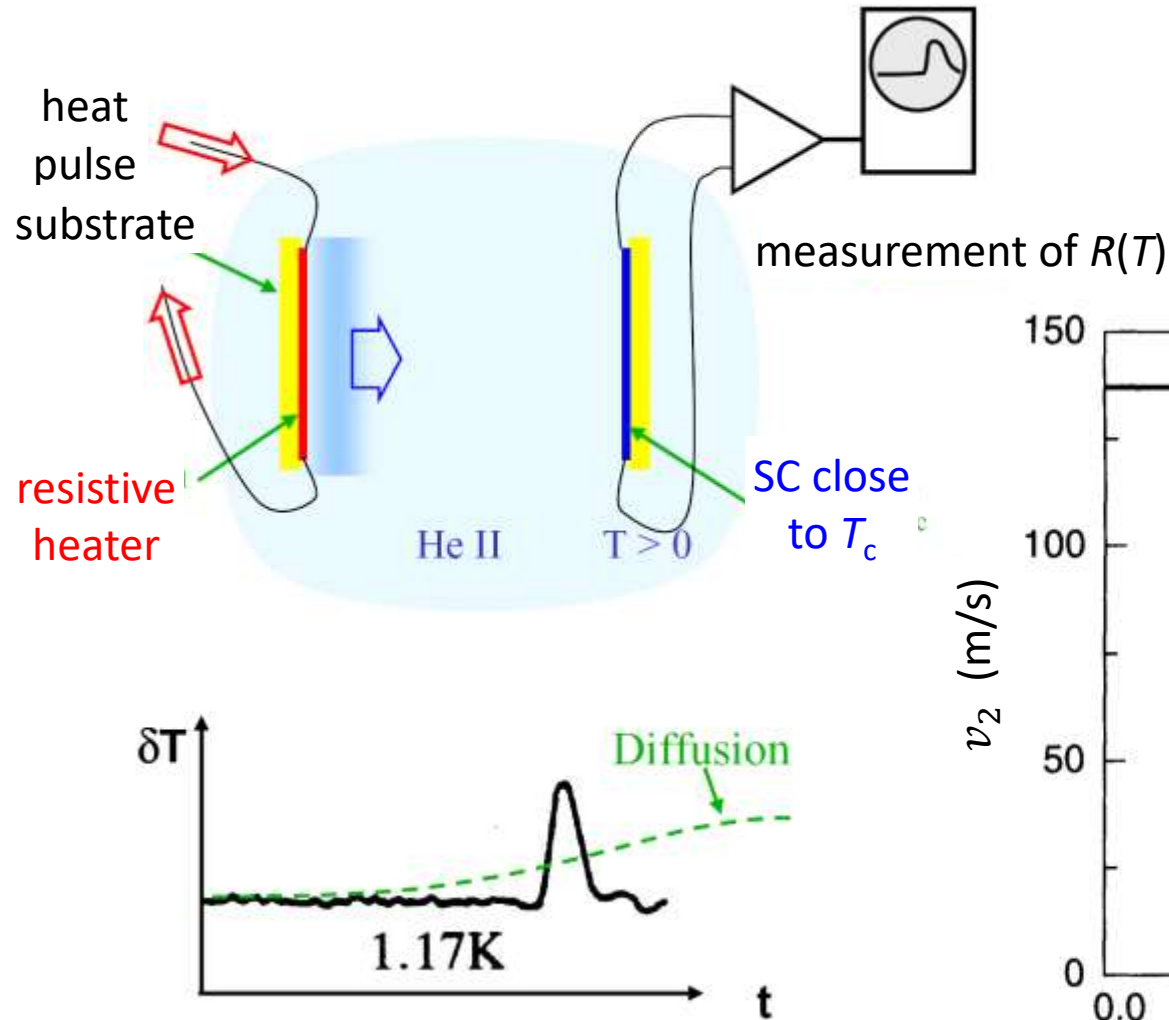 heat
pulse
substrate
measurement of R(T)
resistive
heater
SC close
to Tc
c
He II
T > 0
150
100
50
0
0.0
v2 (m/s)
δT
Diffusion
1.17K
t